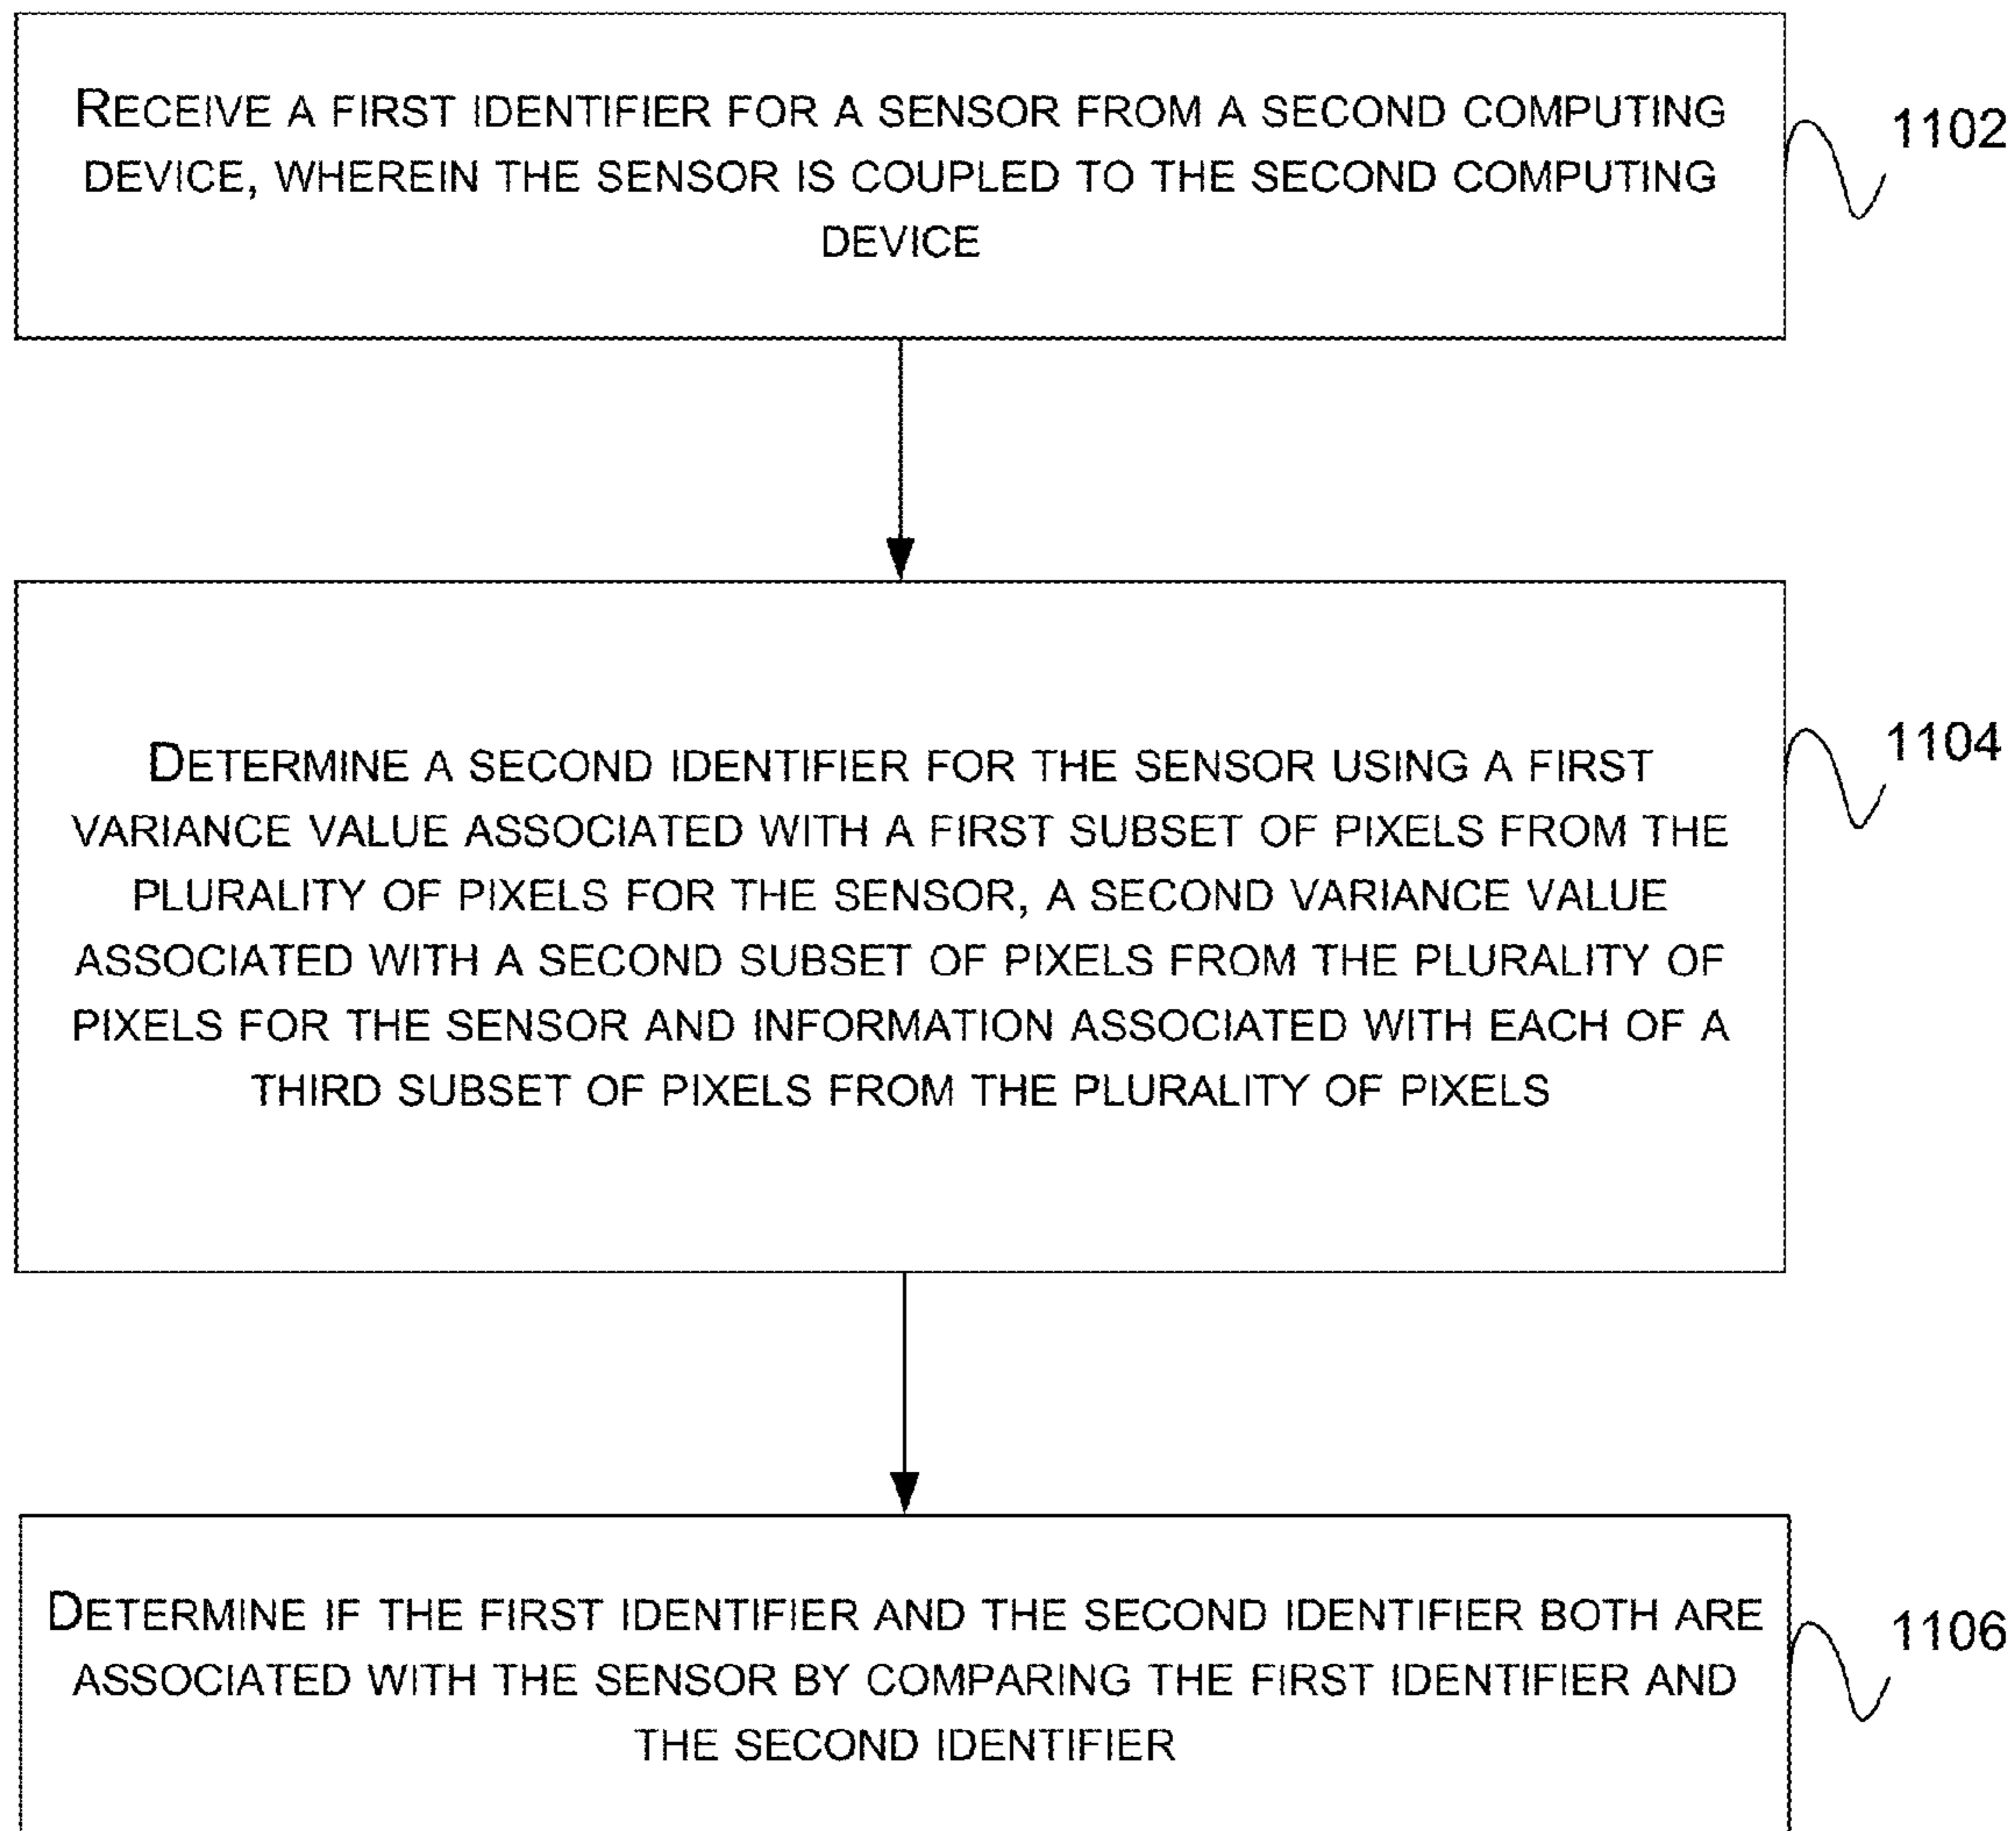 RECEIVE A FIRST IDENTIFIER FOR A SENSOR FROM A SECOND COMPUTING
DEVICE, WHEREIN THE SENSOR IS COUPLED TO THE SECOND COMPUTING
DEVICE
1102
DETERMINE A SECOND IDENTIFIER FOR THE SENSOR USING A FIRST
VARIANCE VALUE ASSOCIATED WITH A FIRST SUBSET OF PIXELS FROM THE
PLURALITY OF PIXELS FOR THE SENSOR, A SECOND VARIANCE VALUE
ASSOCIATED WITH A SECOND SUBSET OF PIXELS FROM THE PLURALITY OF
PIXELS FOR THE SENSOR AND INFORMATION ASSOCIATED WITH EACH OF A
THIRD SUBSET OF PIXELS FROM THE PLURALITY OF PIXELS
1104
DETERMINE IF THE FIRST IDENTIFIER AND THE SECOND IDENTIFIER BOTH ARE
ASSOCIATED WITH THE SENSOR BY COMPARING THE FIRST IDENTIFIER AND
THE SECOND IDENTIFIER
1106